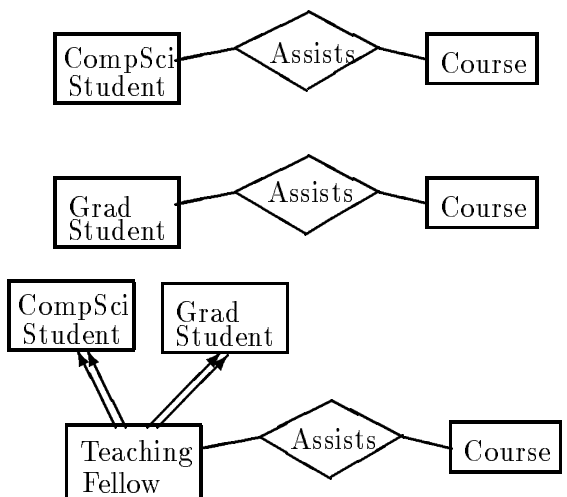 CompSci
Student
Assists
Course
Grad
Student
Assists
Course
CompSci
Student
Grad
Student
Teaching
Fellow
Assists
Course